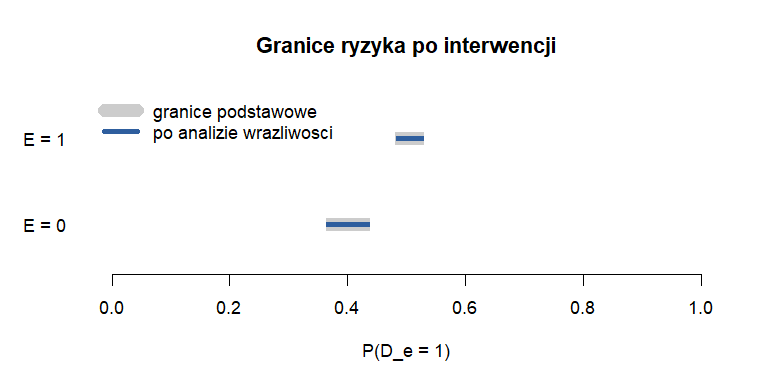 Granice ryzyka po interwencji
granice podstawowe
po analizie wrazliwosci
E = 1
E = 0
0.0 0.2 0.4 0.6 0.8 1.0
P(D_e = 1)